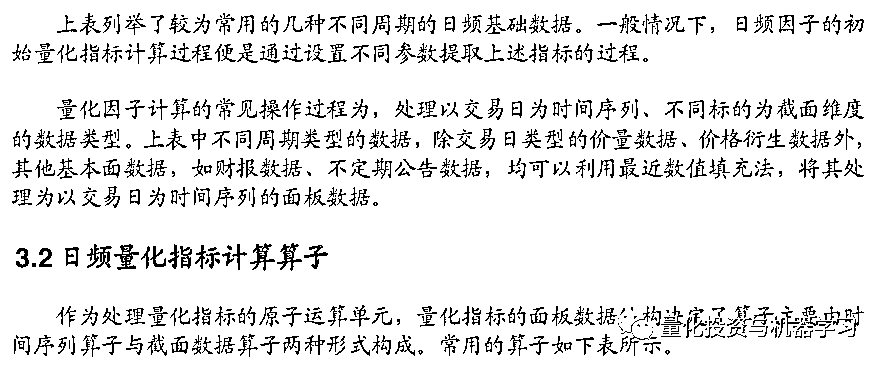 上表列举了较为常用的几种不同周期的日频基础数据。一般情况下，日频因子的初
始量化指标计算过程便是通过设置不同参数提取上述指标的过程。
量化因子计算的常见操作过程为，处理以交易日为时间序列、不同标的为截面维度
的数据类型。上表中不同周期类型的数据，除交易日类型的价量数据、价格衍生数据外，
其他基本面数据，如财报数据、不定期公告数据，均可以利用最近数值填充法，将其处
理为以交易日为时间序列的面板数据。
3.2 日频量化指标计算算子
作为处理量化指标的原子运算单元，量化指标的面板数据结构决定了算子主要由时
间序列算子与截面数据算子两种形式构成。常用的算子如下表所示。
量化投资与机器学习